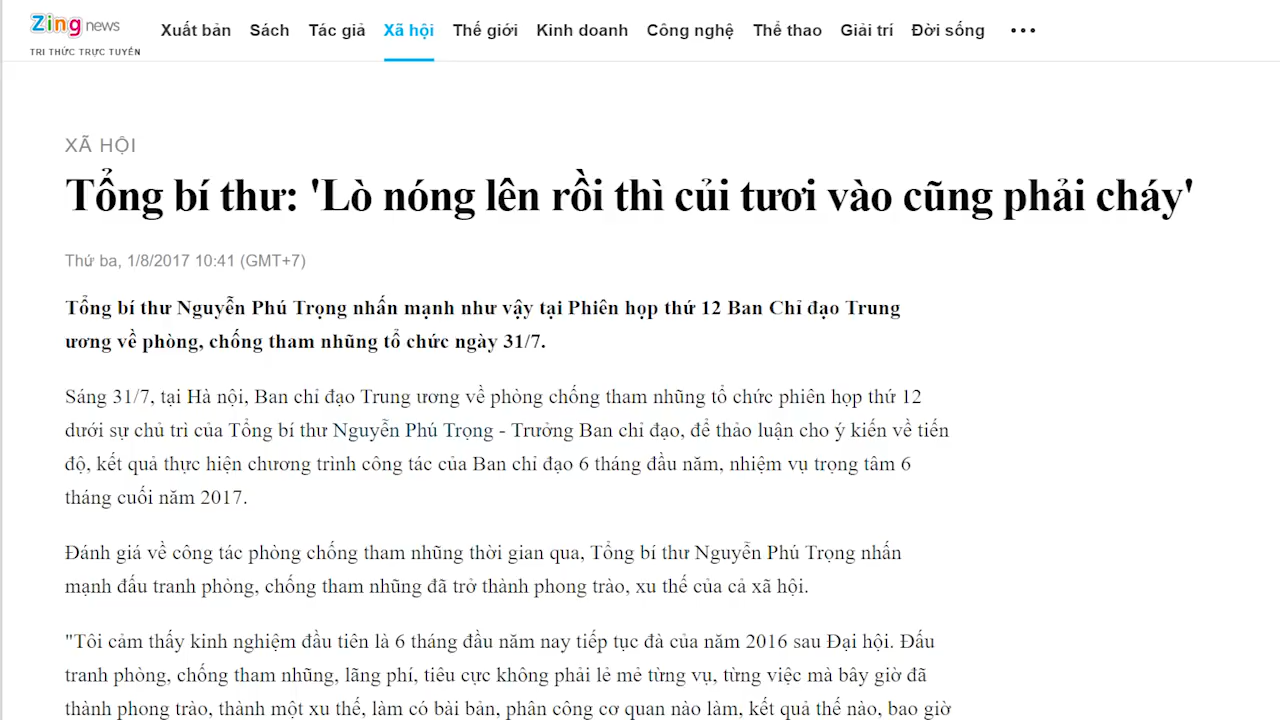 Zing news
TRI THỨC TRỰC TUYẾN
Xuất bản Sách Tác giả Xã hội Thế giới Kinh doanh Công nghệ Thể thao Giải trí Đời sống •••
XÃ HỘI
Tổng bí thư: 'Lò nóng lên rồi thì củi tươi vào cũng phải cháy'
Thứ ba, 1/8/2017 10:41 (GMT+7)
Tổng bí thư Nguyễn Phú Trọng nhấn mạnh như vậy tại Phiên họp thứ 12 Ban Chỉ đạo Trung
ương về phòng, chống tham nhũng tổ chức ngày 31/7.
Sáng 31/7, tại Hà nội, Ban chỉ đạo Trung ương về phòng chống tham nhũng tổ chức phiên họp thứ 12
dưới sự chủ trì của Tổng bí thư Nguyễn Phú Trọng - Trưởng Ban chỉ đạo, để thảo luận cho ý kiến về tiến
độ, kết quả thực hiện chương trình công tác của Ban chỉ đạo 6 tháng đầu năm, nhiệm vụ trọng tâm 6
tháng cuối năm 2017.
Đánh giá về công tác phòng chống tham nhũng thời gian qua, Tổng bí thư Nguyễn Phú Trọng nhấn
mạnh đấu tranh phòng, chống tham nhũng đã trở thành phong trào, xu thế của cả xã hội.
"Tôi cảm thấy kinh nghiệm đầu tiên là 6 tháng đầu năm nay tiếp tục đà của năm 2016 sau Đại hội. Đấu
tranh phòng, chống tham nhũng, lãng phí, tiêu cực không phải lẻ mẻ từng vụ, từng việc mà bây giờ đã
thành phong trào, thành một xu thế, làm có bài bản, phân công cơ quan nào làm, kết quả thế nào, bao giờ